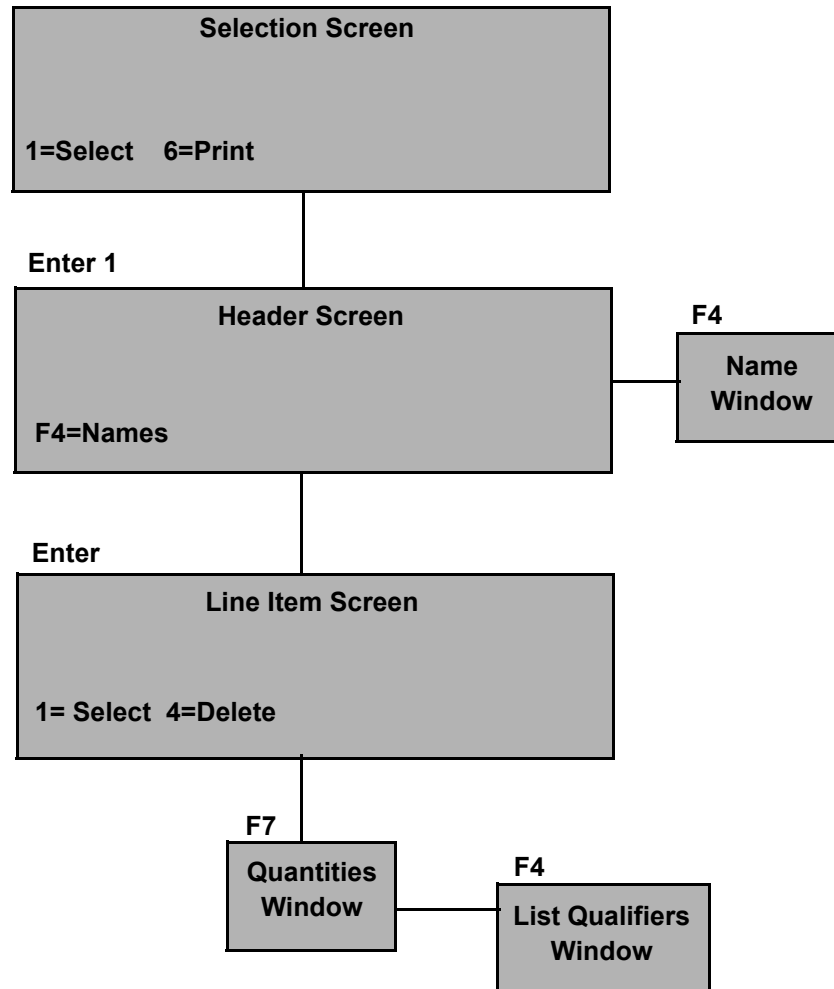 Selection Screen
1=Select 6=Print
Enter 1
Header Screen
F4=Names
F4
Name
Window
Enter
Line Item Screen
1= Select 4=Delete
F7
Quantities
Window
F4
List Qualifiers
Window